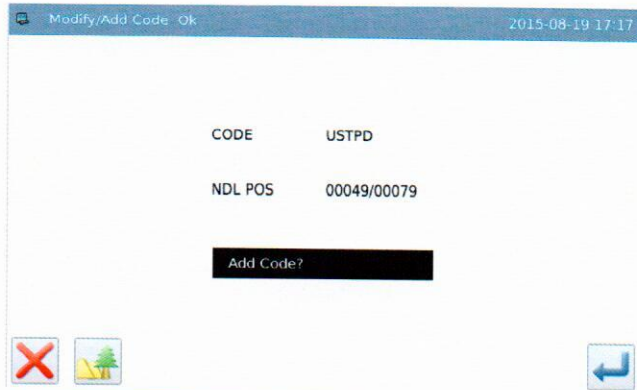 Modify/Add Code Ok 2015-08-19 17:17
CODE USTPD
NDL POS 00049/00079
Add Code?